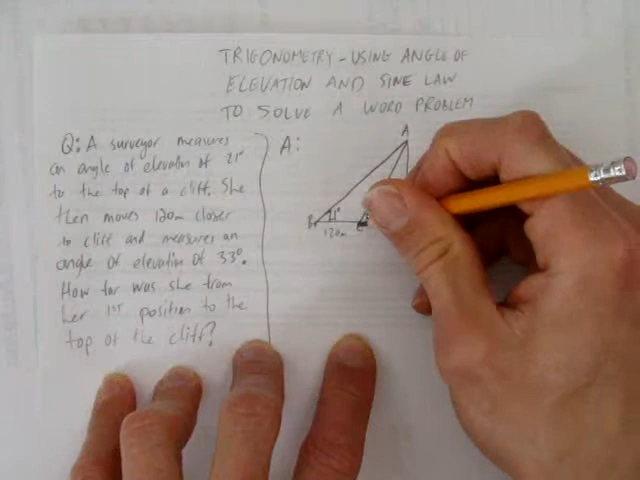 TRIGONOMETRY - USING ANGLE OF
ELEVATION AND SINE LAW
TO SOLVE A WORD PROBLEM
Q: A surveyor measures
an angle of elevation of 21°
to the top of a cliff. She
then moves 120m closer
to cliff and measures an
angle of elevation of 33°.
How far was she from
her 1ST position to the
top of the cliff?
A:
A
B
21°
120m